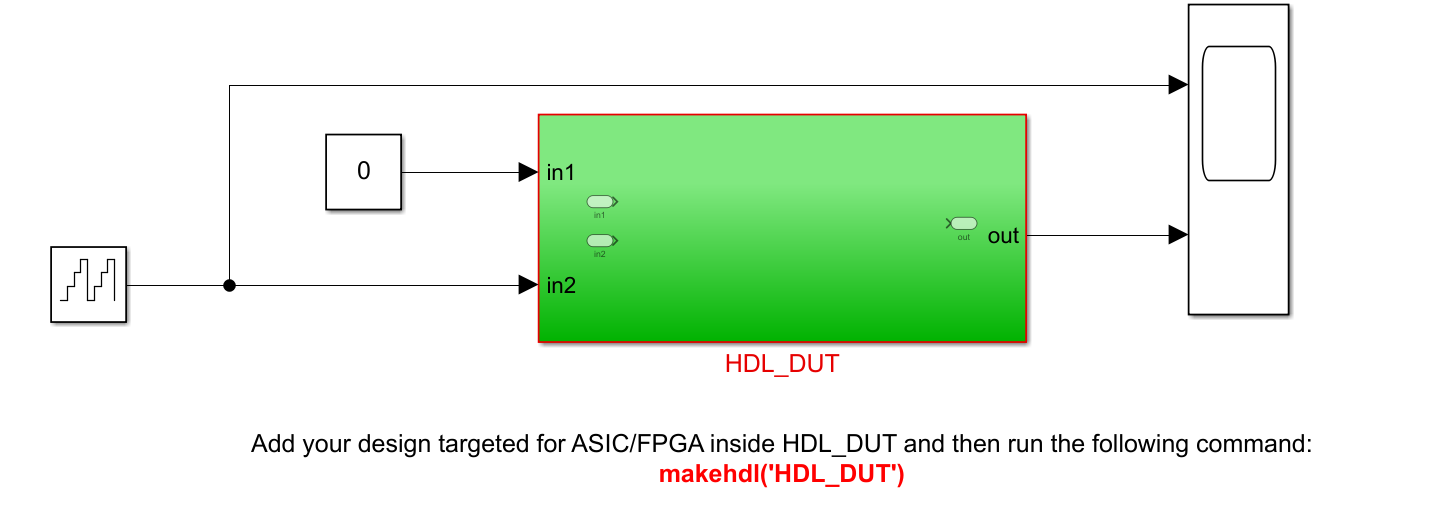 0
in1
in1
in2
out
out
in2
HDL_DUT
Add your design targeted for ASIC/FPGA inside HDL_DUT and then run the following command:
makehdl('HDL_DUT')